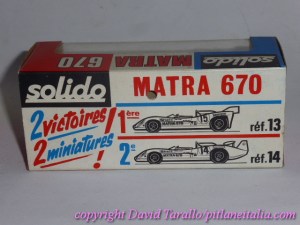 670
MATRA
solido
MATRA 670
2 victoires!
2 miniatures!
1ère
réf.13
2e
réf.14
copyright David Tarallo/pitlaneitalia.com